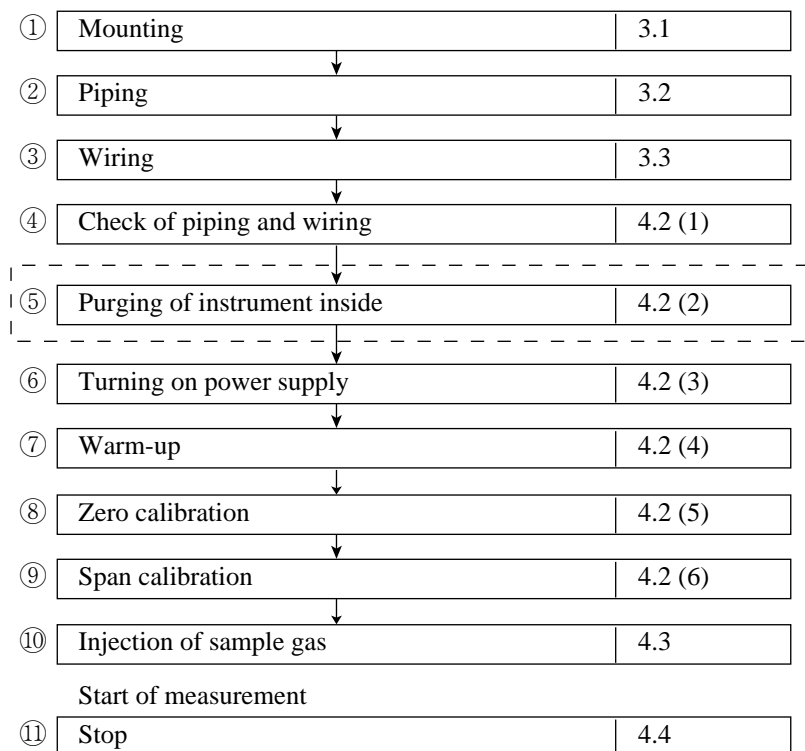 ① Mounting 3.1
② Piping 3.2
③ Wiring 3.3
④ Check of piping and wiring 4.2 (1)
⑤ Purging of instrument inside 4.2 (2)
⑥ Turning on power supply 4.2 (3)
⑦ Warm-up 4.2 (4)
⑧ Zero calibration 4.2 (5)
⑨ Span calibration 4.2 (6)
⑩ Injection of sample gas 4.3
Start of measurement
⑪ Stop 4.4